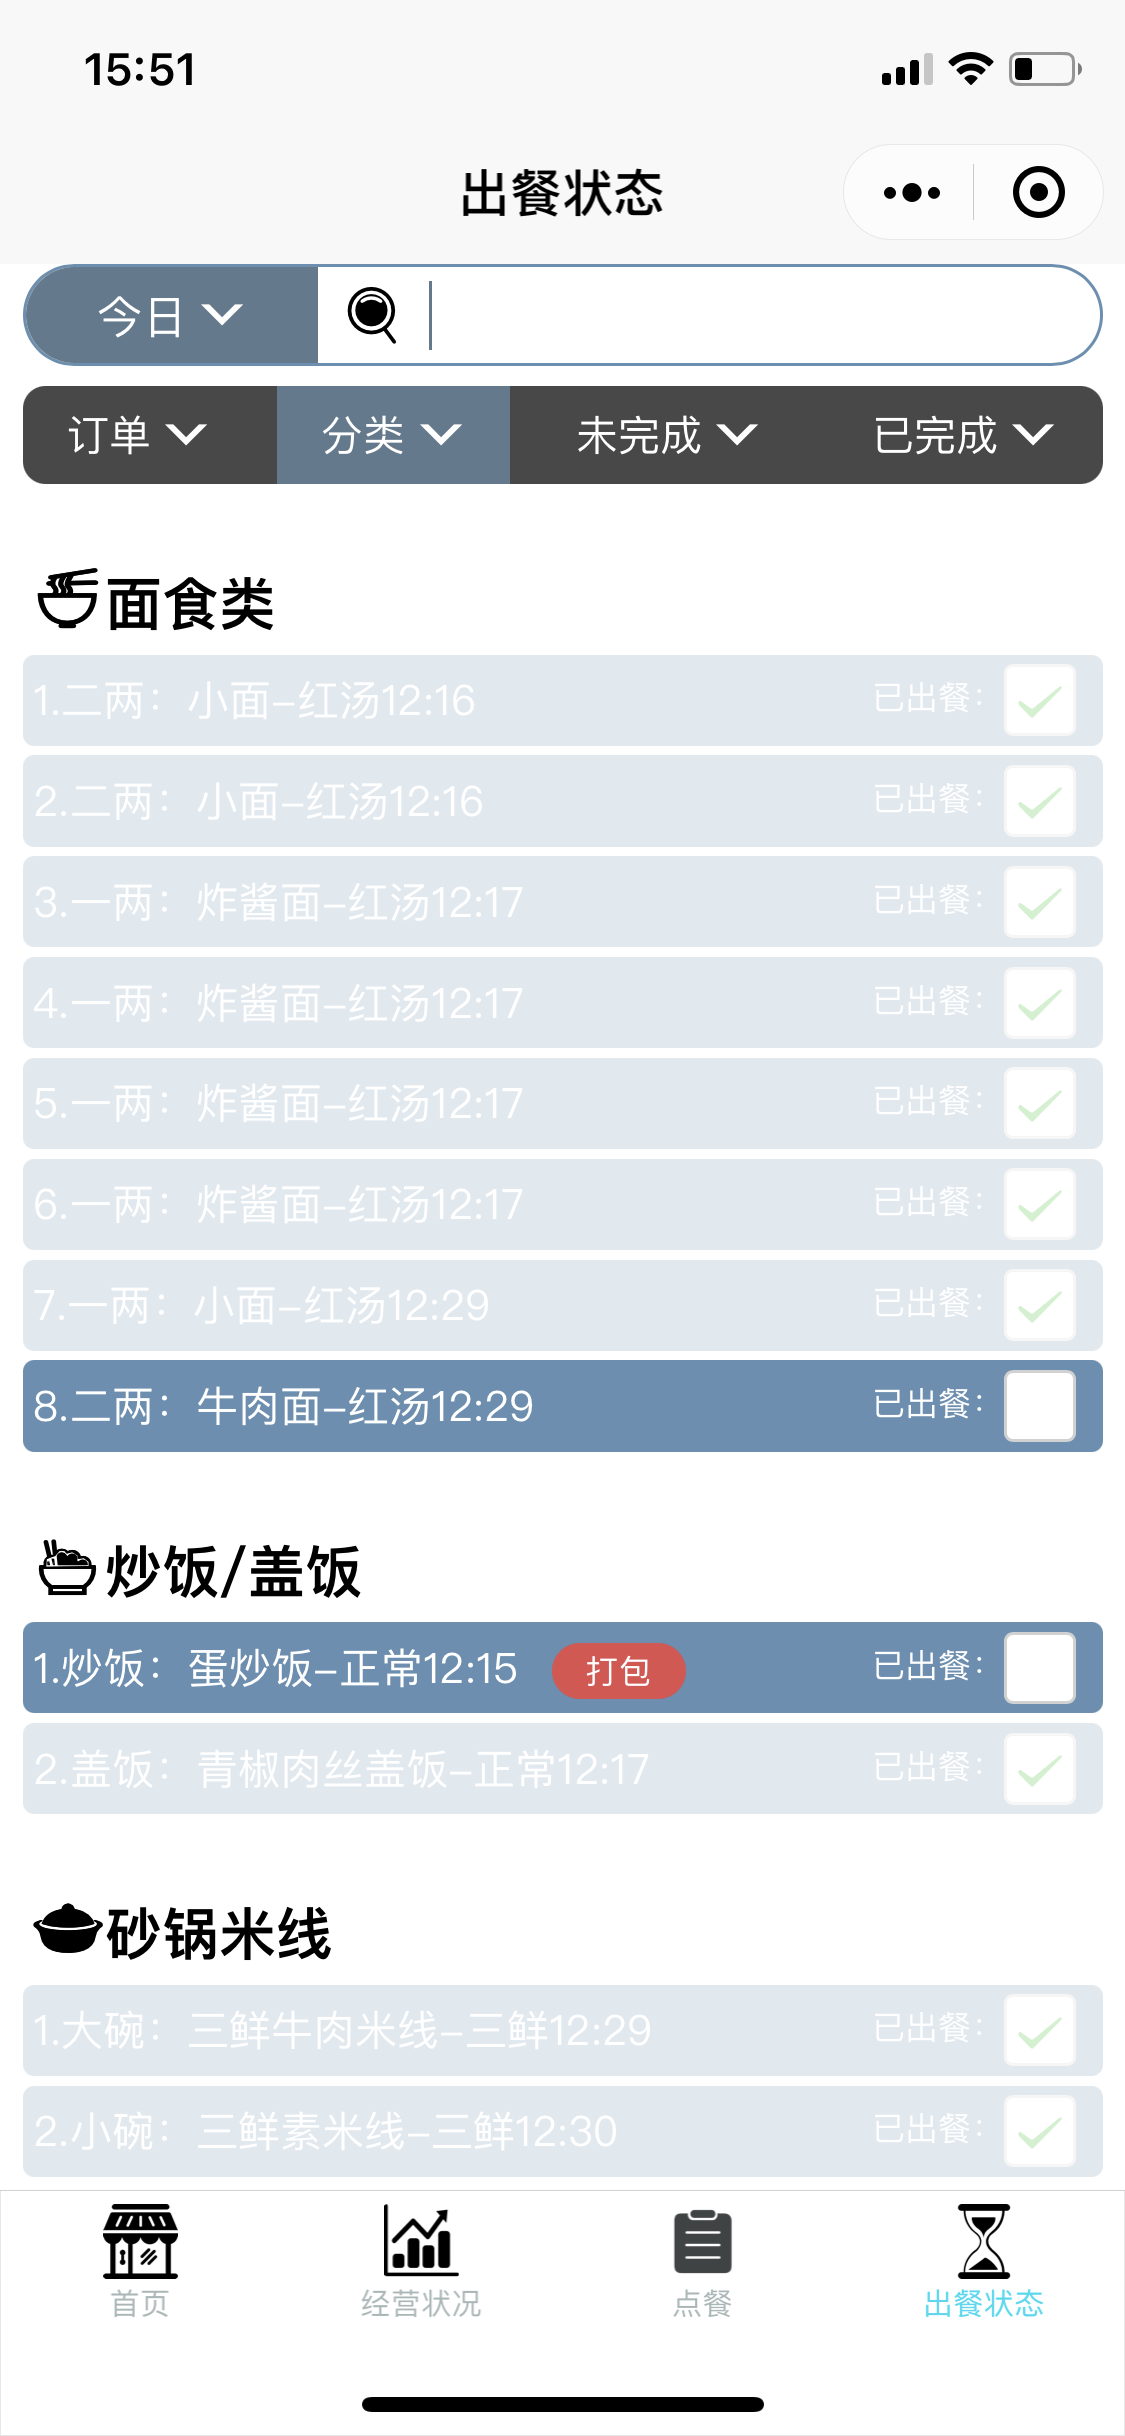 15:51
出餐状态
今日
订单 分类 未完成 已完成
面食类
1.二两：小面-红汤12:16 已出餐：
2.二两：小面-红汤12:16 已出餐：
3.一两：炸酱面-红汤12:17 已出餐：
4.一两：炸酱面-红汤12:17 已出餐：
5.一两：炸酱面-红汤12:17 已出餐：
6.一两：炸酱面-红汤12:17 已出餐：
7.一两：小面-红汤12:29 已出餐：
8.二两：牛肉面-红汤12:29 已出餐：
炒饭/盖饭
1.炒饭：蛋炒饭-正常12:15 打包 已出餐：
2.盖饭：青椒肉丝盖饭-正常12:17 已出餐：
砂锅米线
1.大碗：三鲜牛肉米线-三鲜12:29 已出餐：
2.小碗：三鲜素米线-三鲜12:30 已出餐：
首页 经营状况 点餐 出餐状态